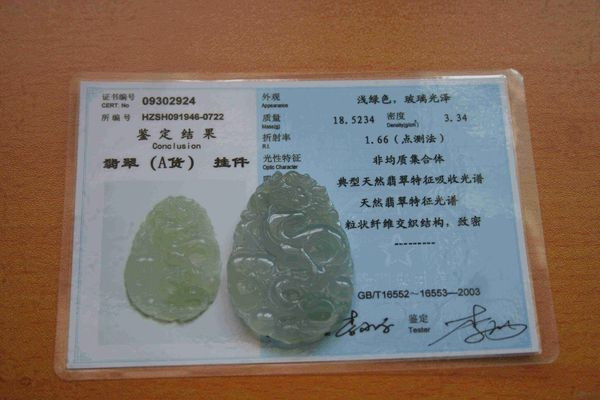 证书编号 09302924
CERT. No
所编号 HZSH091946-0722
鉴定结果
Conclusion
翡翠（A货） 挂件
外观 浅绿色，玻璃光泽
Appearance
质量 18.5234 密度 3.34
Mass(g) Density(g/cm³)
折射率 1.66（点测法）
R.I.
光性特征 非均质集合体
Optic Character
典型天然翡翠特征吸收光谱
天然翡翠特征光谱
粒状纤维交织结构，致密
---------
GB/T16552～16553—2003
鉴定
Tester